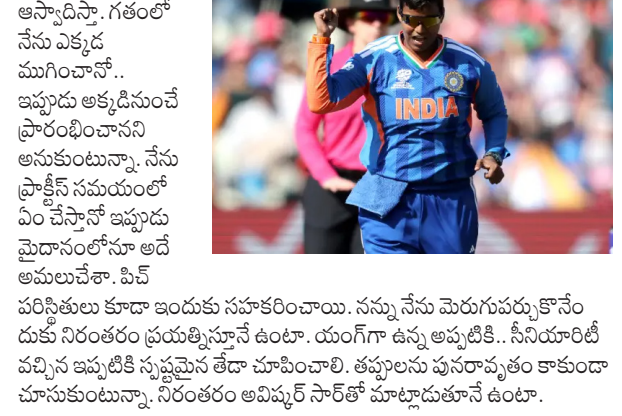 ఆస్వాదిస్తా. గతంలో
నేను ఎక్కడ
ముగించానో..
ఇప్పుడు అక్కడినుంచే
ప్రారంభించానని
అనుకుంటున్నా. నేను
ప్రాక్టీస్ సమయంలో
ఏం చేస్తానో ఇప్పుడు
మైదానంలోనూ అదే
అమలుచేశా. పిచ్
పరిస్థితులు కూడా ఇందుకు సహకరించాయి. నన్ను నేను మెరుగుపర్చుకొనేం
దుకు నిరంతరం ప్రయత్నిస్తూనే ఉంటా. యంగ్‌గా ఉన్న అప్పటికి.. సీనియారిటీ
వచ్చిన ఇప్పటికి స్పష్టమైన తేడా చూపించాలి. తప్పులను పునరావృతం కాకుండా
చూసుకుంటున్నా. నిరంతరం అవిష్కర్ సార్‌తో మాట్లాడుతూనే ఉంటా.
INDIA